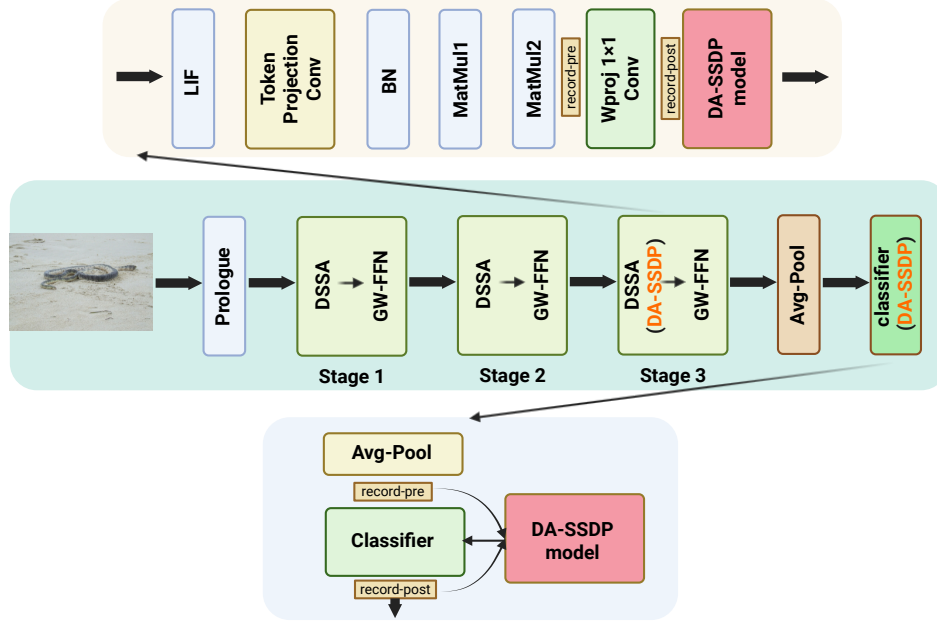 LIF
Token
Projection
Conv
BN
MatMul1
MatMul2
record-pre
Wproj 1×1
Conv
record-post
DA-SSDP
model
Prologue
DSSA
GW-FFN
Stage 1
DSSA
GW-FFN
Stage 2
DSSA
(DA-SSDP)
GW-FFN
Stage 3
Avg-Pool
classifier
(DA-SSDP)
Avg-Pool
record-pre
Classifier
record-post
DA-SSDP
model